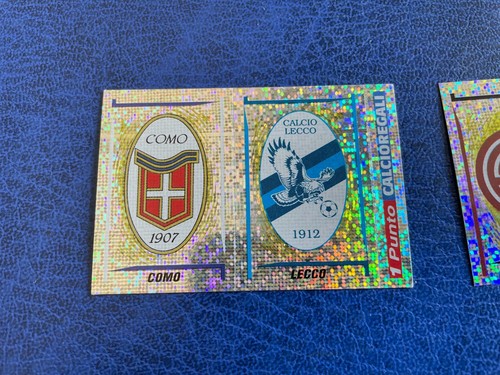 COMO
1907
COMO
CALCIO
LECCO
1912
LECCO
1 Punto CALCIOREGALI